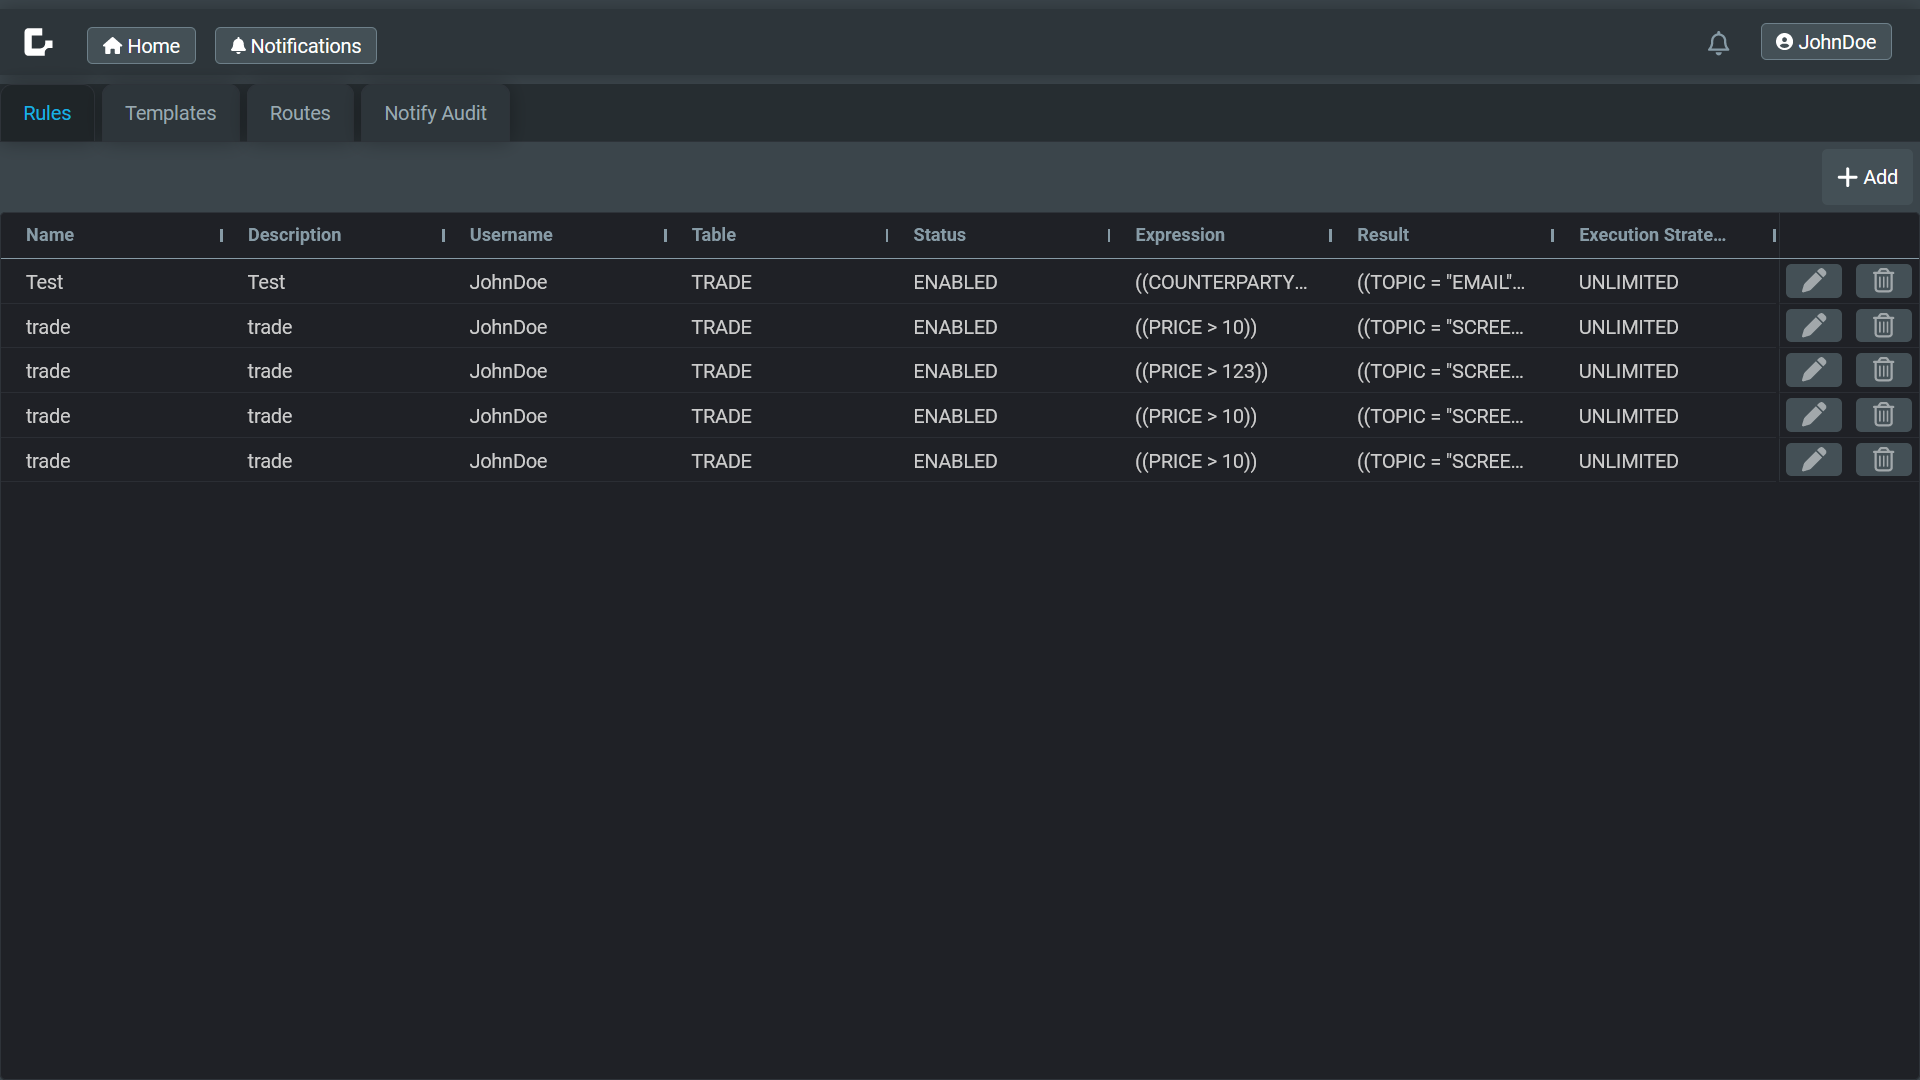 Home Notifications JohnDoe
Rules Templates Routes Notify Audit
Add
Name Description Username Table Status Expression Result Execution Strate...
Test Test JohnDoe TRADE ENABLED ((COUNTERPARTY... ((TOPIC = "EMAIL"... UNLIMITED
trade trade JohnDoe TRADE ENABLED ((PRICE > 10)) ((TOPIC = "SCREE... UNLIMITED
trade trade JohnDoe TRADE ENABLED ((PRICE > 123)) ((TOPIC = "SCREE... UNLIMITED
trade trade JohnDoe TRADE ENABLED ((PRICE > 10)) ((TOPIC = "SCREE... UNLIMITED
trade trade JohnDoe TRADE ENABLED ((PRICE > 10)) ((TOPIC = "SCREE... UNLIMITED